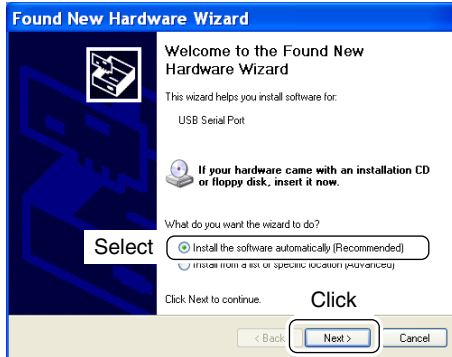 Found New Hardware Wizard
Welcome to the Found New
Hardware Wizard
This wizard helps you install software for:
USB Serial Port
If your hardware came with an installation CD
or floppy disk, insert it now.
What do you want the wizard to do?
Select
Install the software automatically (Recommended)
Install from a list or specific location (Advanced)
Click Next to continue.
Click
< Back
Next >
Cancel